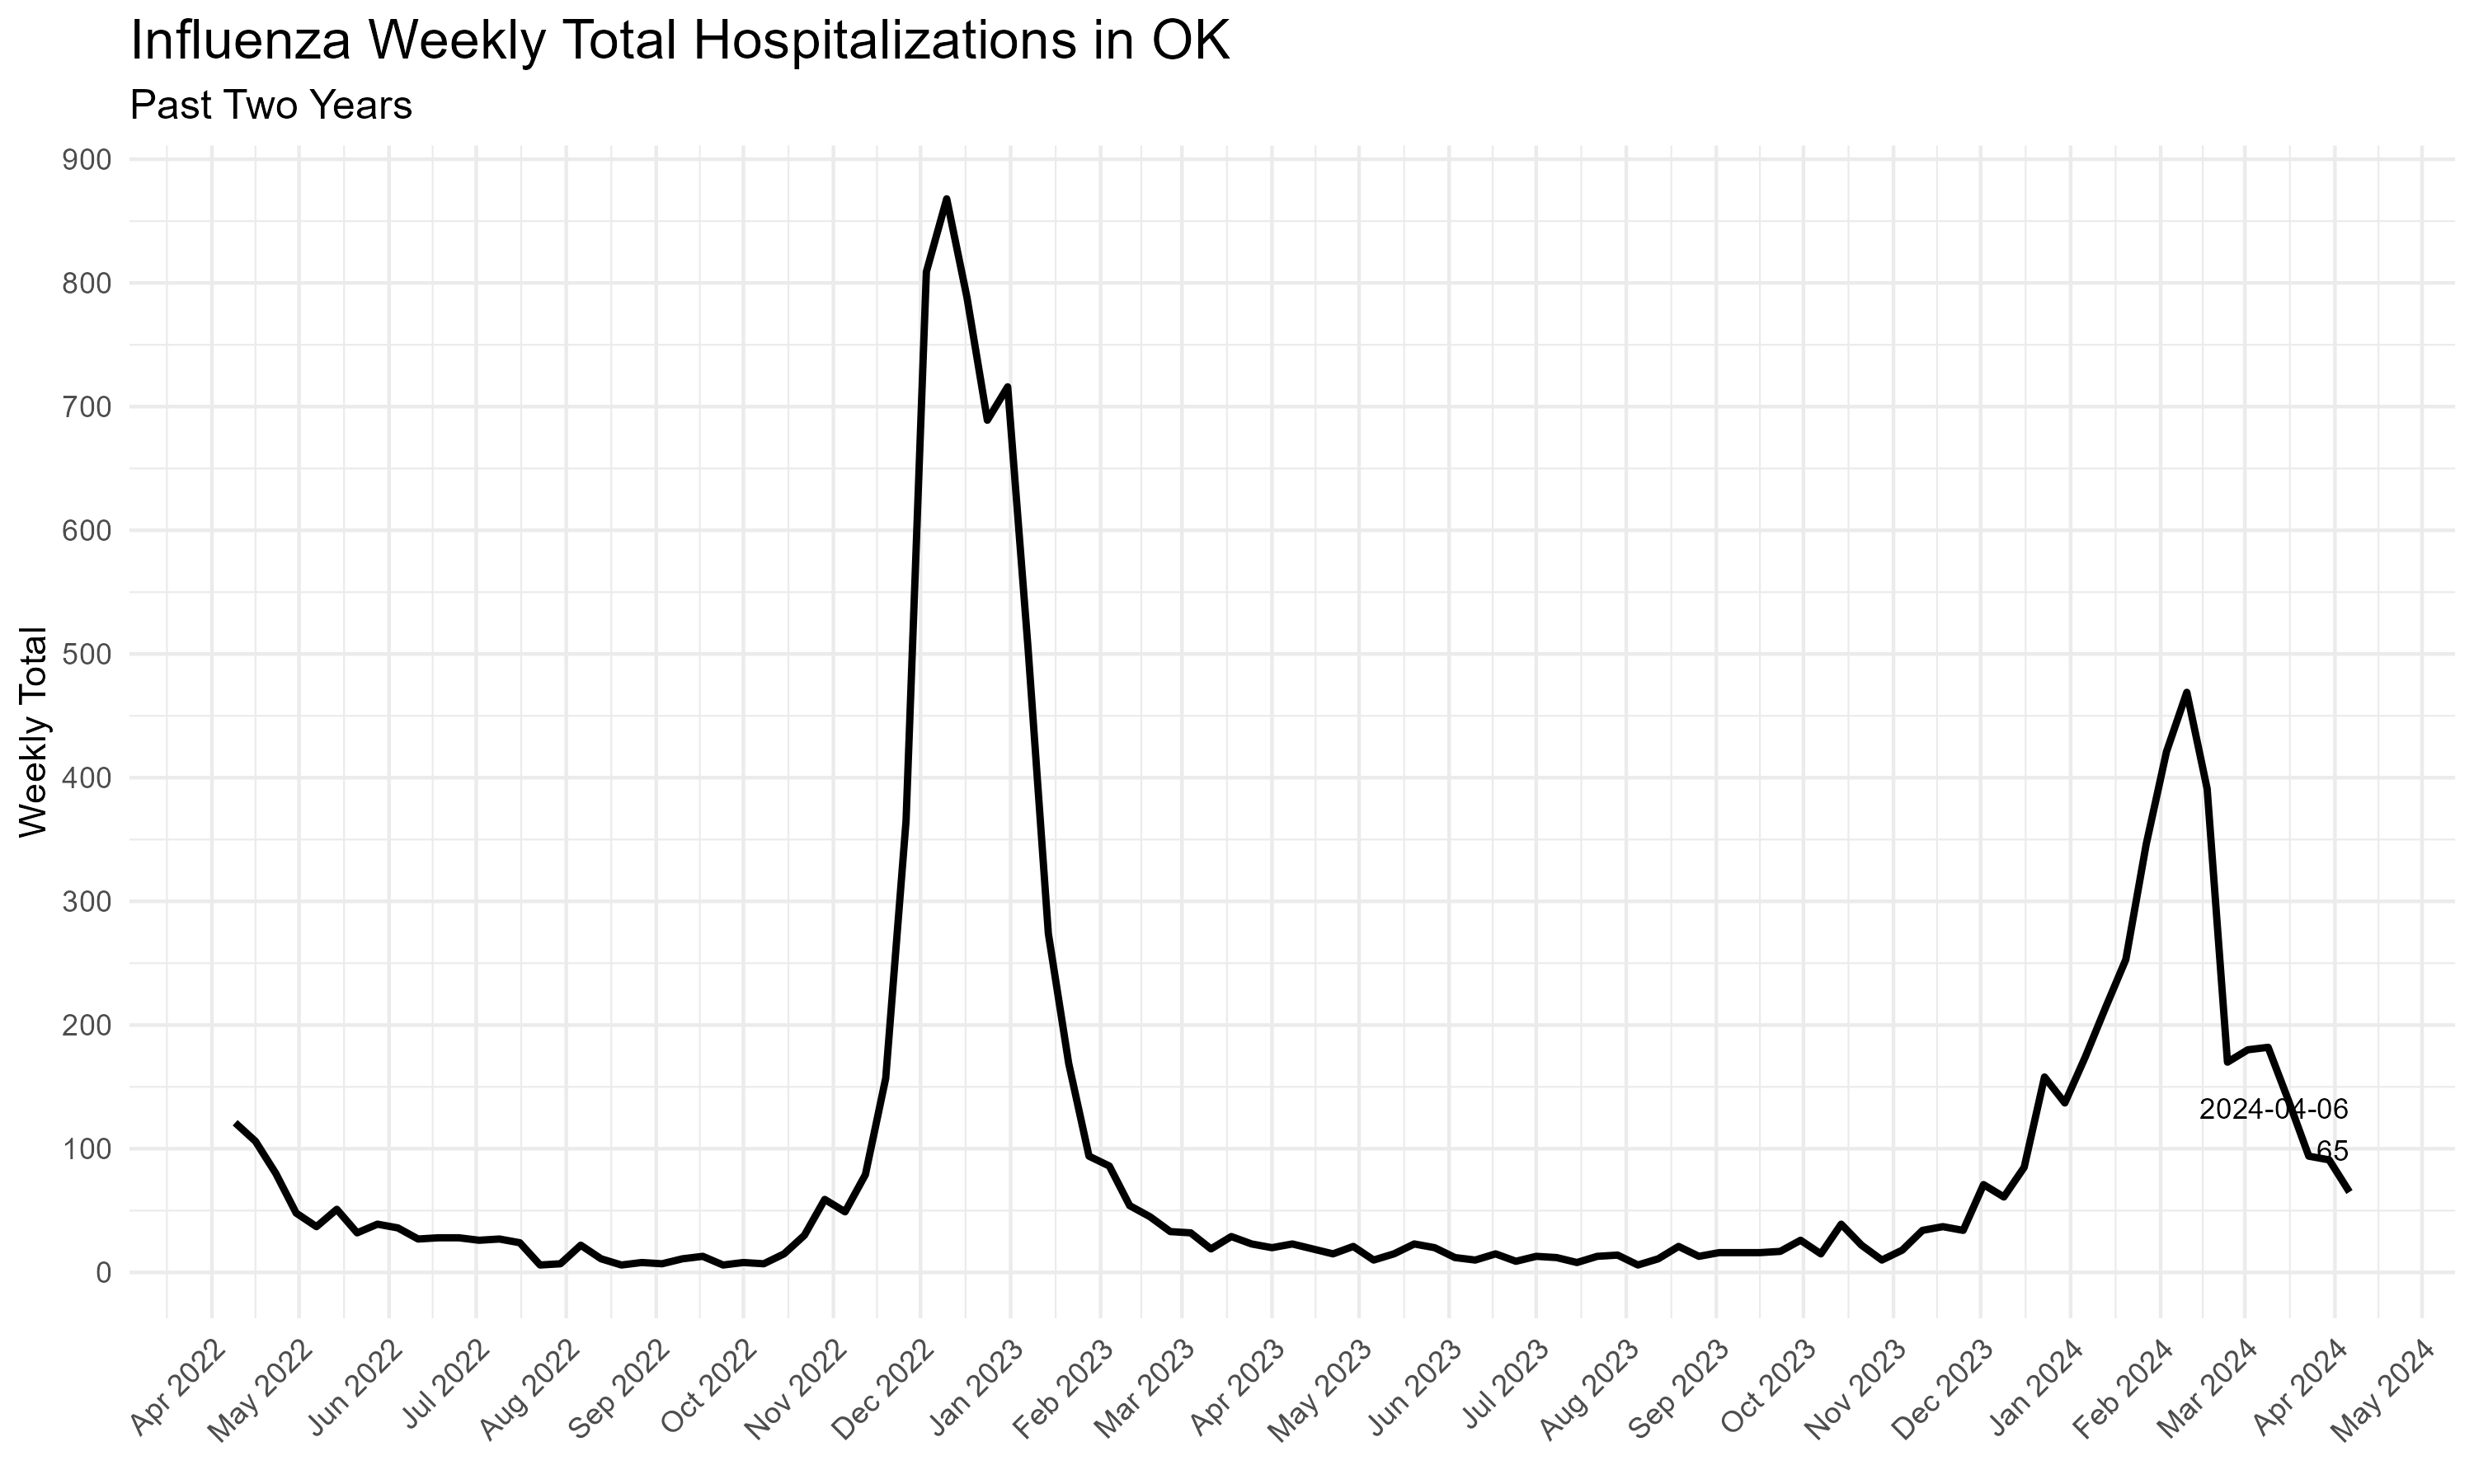 Influenza Weekly Total Hospitalizations in OK
Past Two Years
900
800
700
600
500
400
300
200
100
0
Weekly Total
2024-04-06
65
Apr 2022
May 2022
Jun 2022
Jul 2022
Aug 2022
Sep 2022
Oct 2022
Nov 2022
Dec 2022
Jan 2023
Feb 2023
Mar 2023
Apr 2023
May 2023
Jun 2023
Jul 2023
Aug 2023
Sep 2023
Oct 2023
Nov 2023
Dec 2023
Jan 2024
Feb 2024
Mar 2024
Apr 2024
May 2024